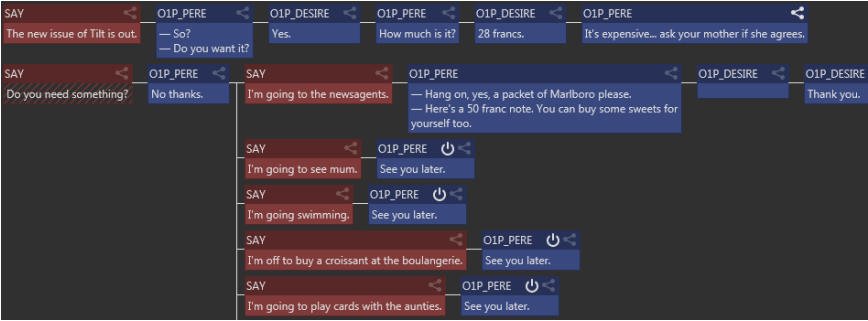 SAY
The new issue of Tilt is out.
O1P_PERE
— So?
— Do you want it?
O1P_DESIRE
Yes.
O1P_PERE
How much is it?
O1P_DESIRE
28 francs.
O1P_PERE
It's expensive... ask your mother if she agrees.
SAY
Do you need something?
O1P_PERE
No thanks.
SAY
I'm going to the newsagents.
O1P_PERE
— Hang on, yes, a packet of Marlboro please.
— Here's a 50 franc note. You can buy some sweets for
yourself too.
O1P_DESIRE
O1P_DESIRE
Thank you.
SAY
I'm going to see mum.
O1P_PERE
See you later.
SAY
I'm going swimming.
O1P_PERE
See you later.
SAY
I'm off to buy a croissant at the boulangerie.
O1P_PERE
See you later.
SAY
I'm going to play cards with the aunties.
O1P_PERE
See you later.